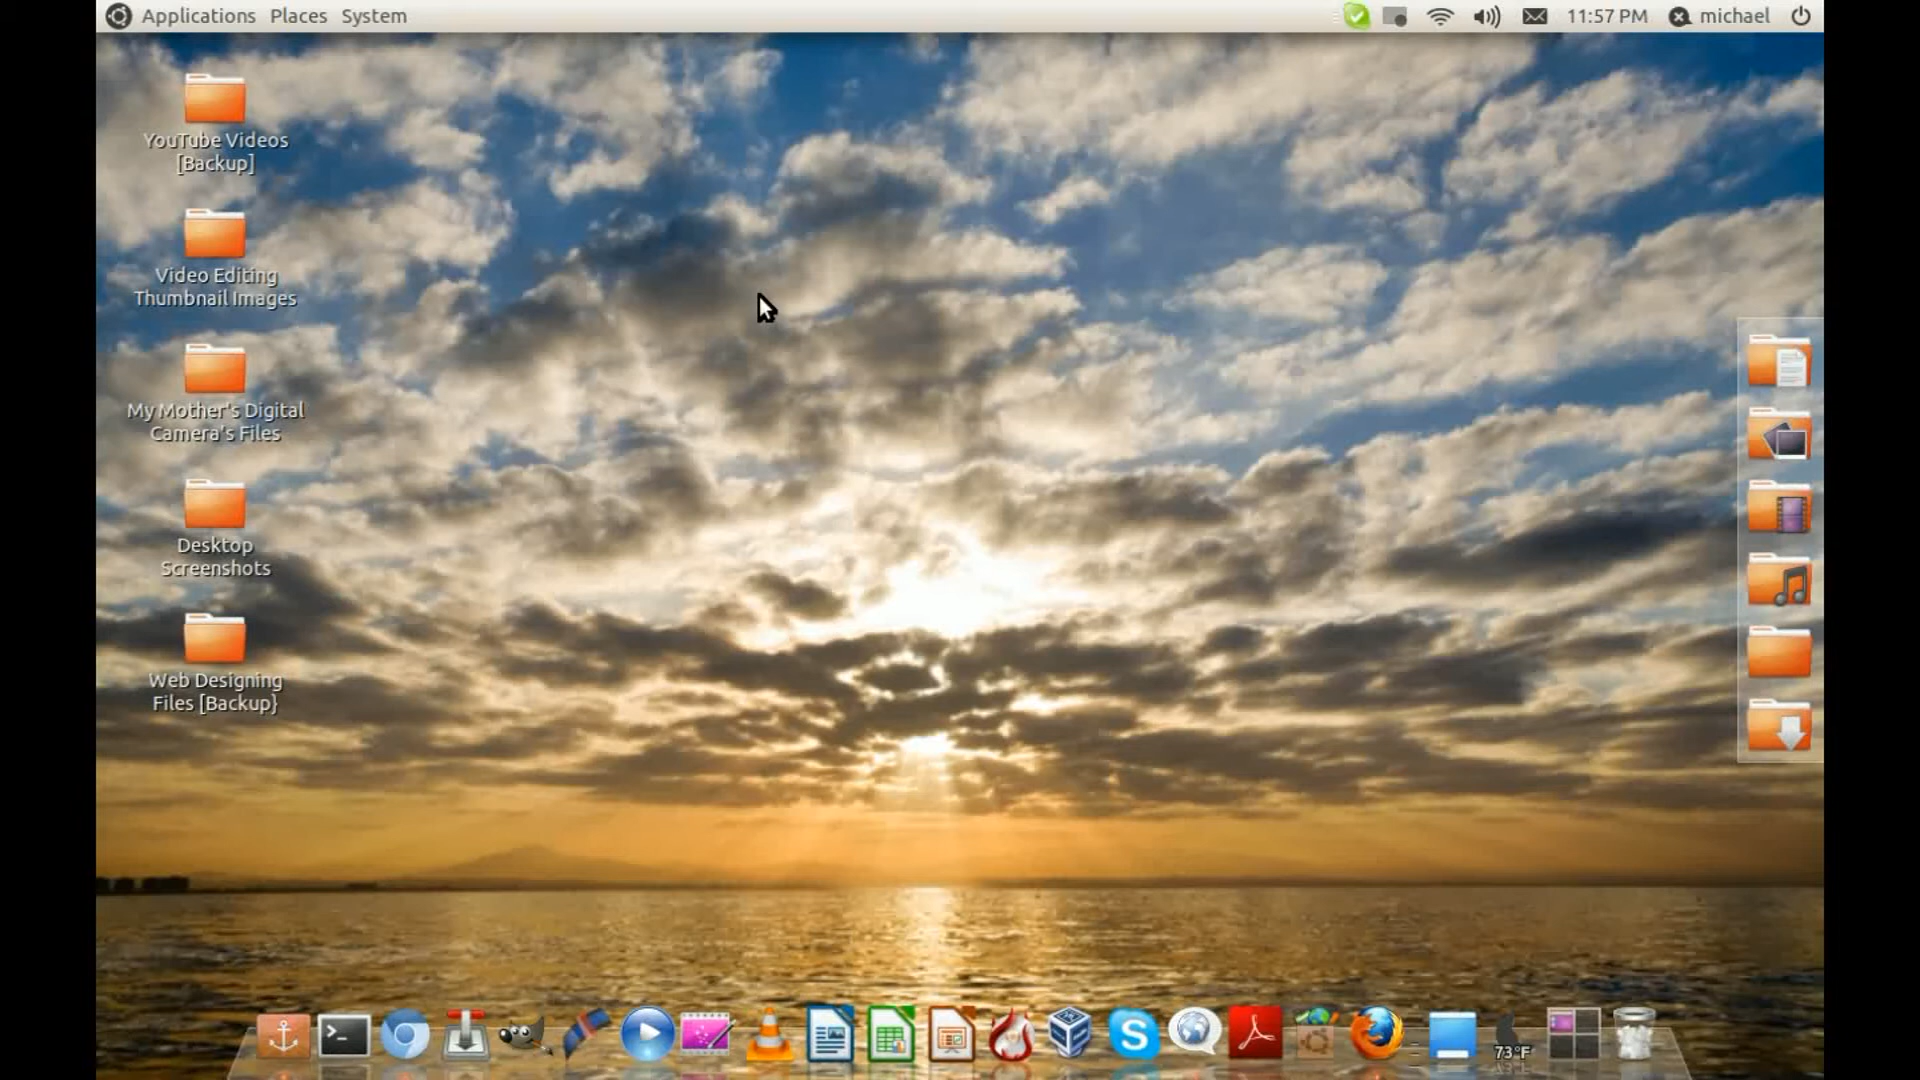 Applications Places System
11:57 PM michael
YouTube Videos
[Backup]
Video Editing
Thumbnail Images
My Mother's Digital
Camera's Files
Desktop
Screenshots
Web Designing
Files [Backup}
73°F